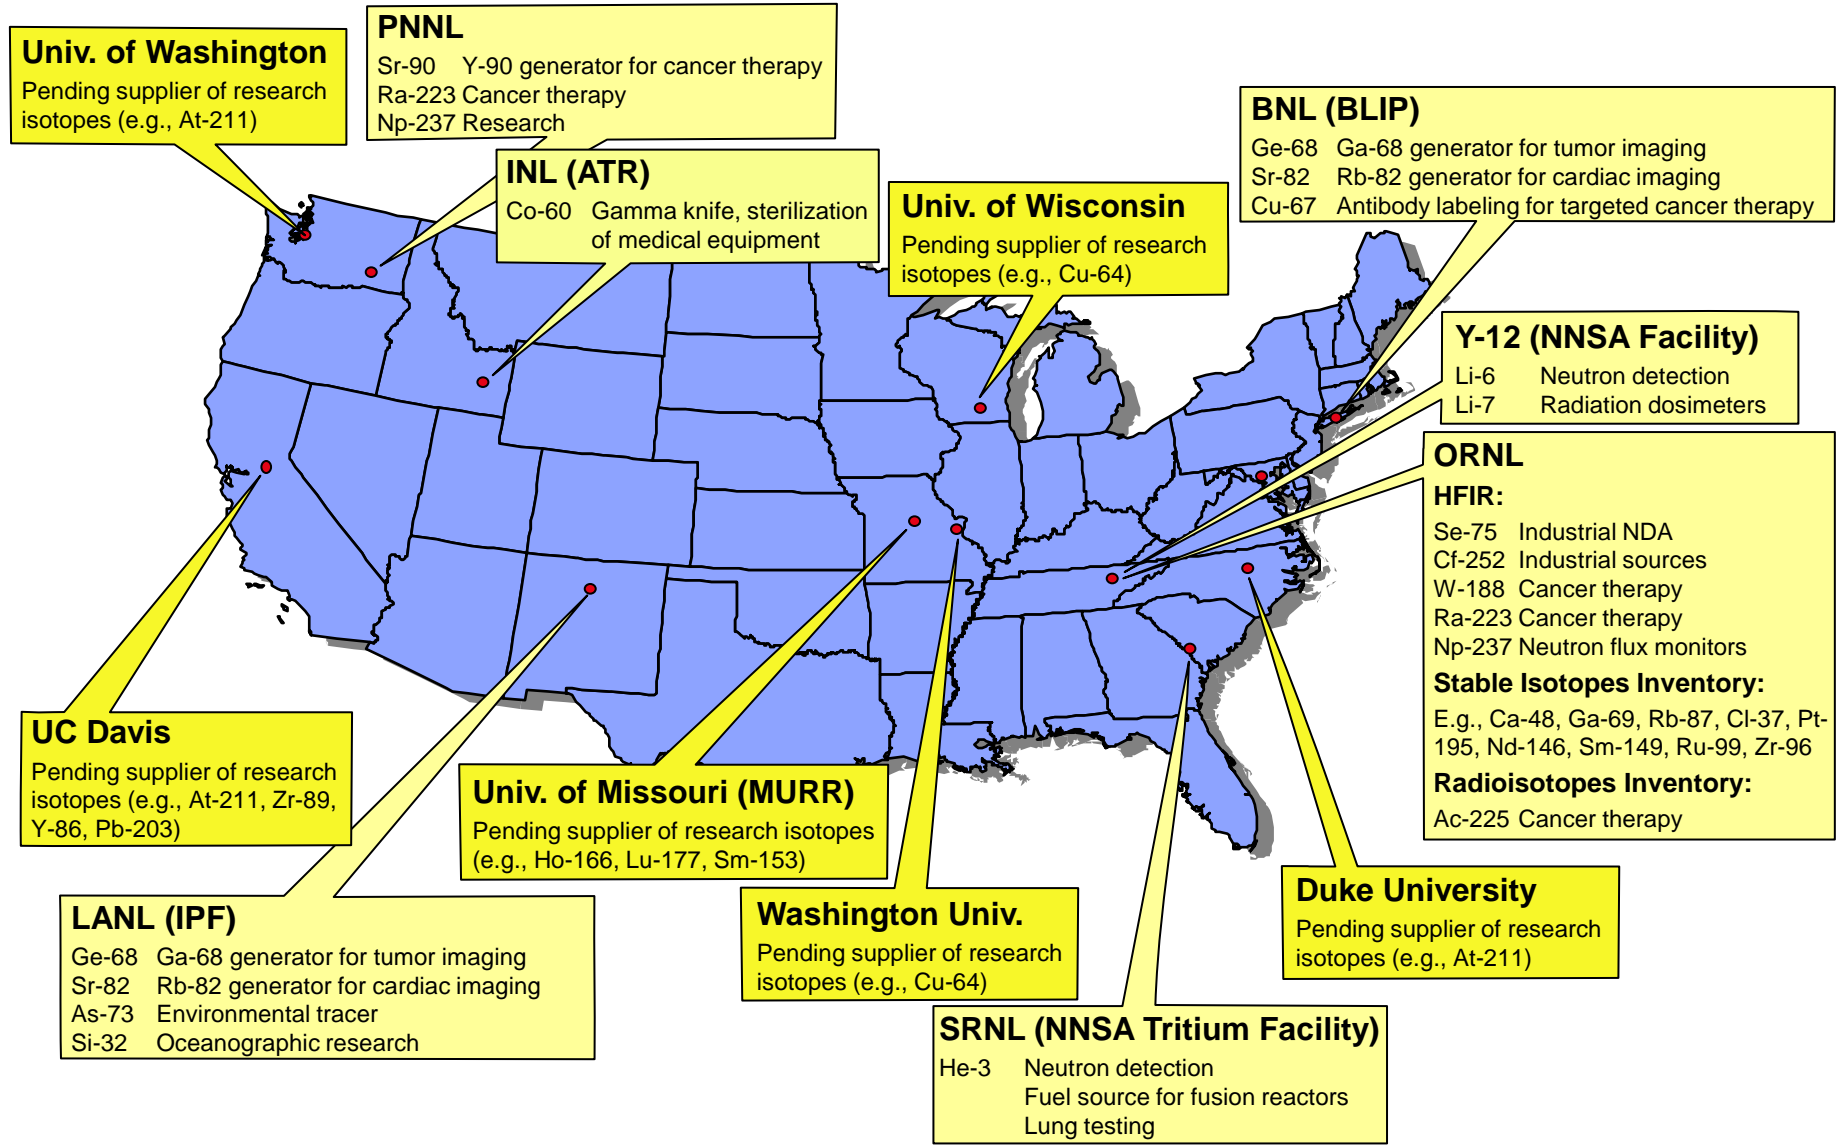 Univ. of Washington
Pending supplier of research
isotopes (e.g., At-211)
PNNL
Sr-90 Y-90 generator for cancer therapy
Ra-223 Cancer therapy
Np-237 Research
INL (ATR)
Co-60 Gamma knife, sterilization
of medical equipment
Univ. of Wisconsin
Pending supplier of research
isotopes (e.g., Cu-64)
BNL (BLIP)
Ge-68 Ga-68 generator for tumor imaging
Sr-82 Rb-82 generator for cardiac imaging
Cu-67 Antibody labeling for targeted cancer therapy
Y-12 (NNSA Facility)
Li-6 Neutron detection
Li-7 Radiation dosimeters
ORNL
HFIR:
Se-75 Industrial NDA
Cf-252 Industrial sources
W-188 Cancer therapy
Ra-223 Cancer therapy
Np-237 Neutron flux monitors
Stable Isotopes Inventory:
E.g., Ca-48, Ga-69, Rb-87, Cl-37, Pt-
195, Nd-146, Sm-149, Ru-99, Zr-96
Radioisotopes Inventory:
Ac-225 Cancer therapy
UC Davis
Pending supplier of research
isotopes (e.g., At-211, Zr-89,
Y-86, Pb-203)
Univ. of Missouri (MURR)
Pending supplier of research isotopes
(e.g., Ho-166, Lu-177, Sm-153)
LANL (IPF)
Ge-68 Ga-68 generator for tumor imaging
Sr-82 Rb-82 generator for cardiac imaging
As-73 Environmental tracer
Si-32 Oceanographic research
Washington Univ.
Pending supplier of research
isotopes (e.g., Cu-64)
Duke University
Pending supplier of research
isotopes (e.g., At-211)
SRNL (NNSA Tritium Facility)
He-3 Neutron detection
Fuel source for fusion reactors
Lung testing